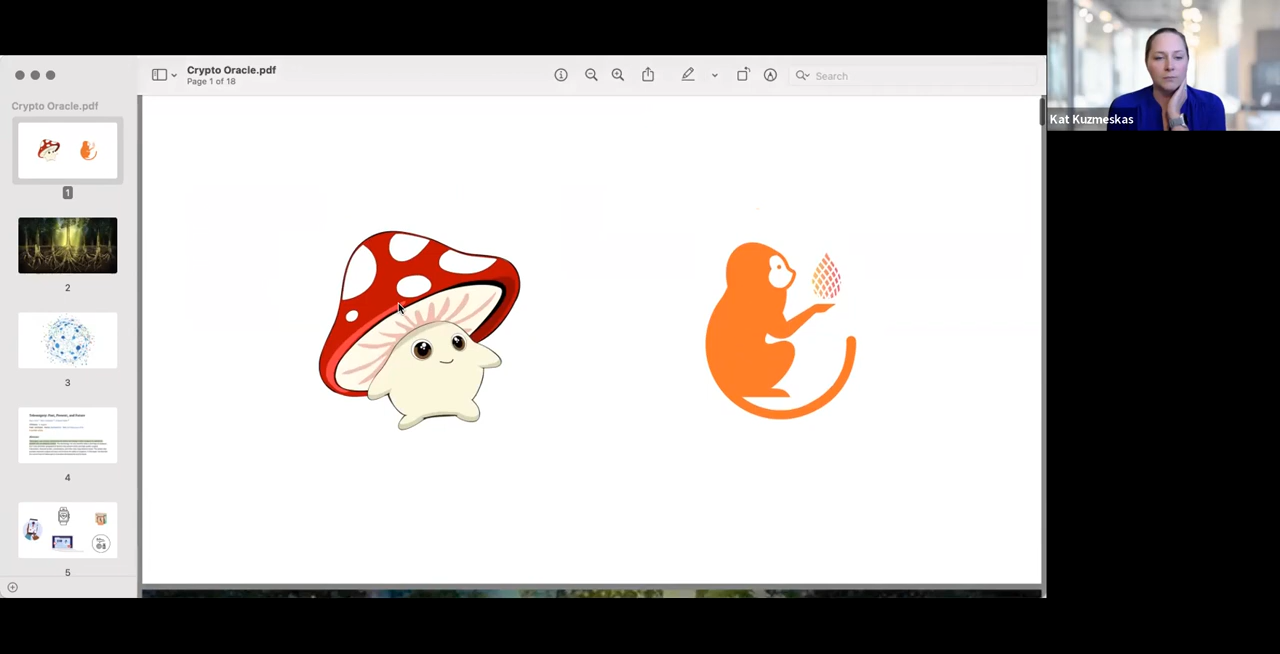 Crypto Oracle.pdf
Page 1 of 18
Search
Crypto Oracle.pdf
1
2
3
4
5
Kat Kuzmeskas